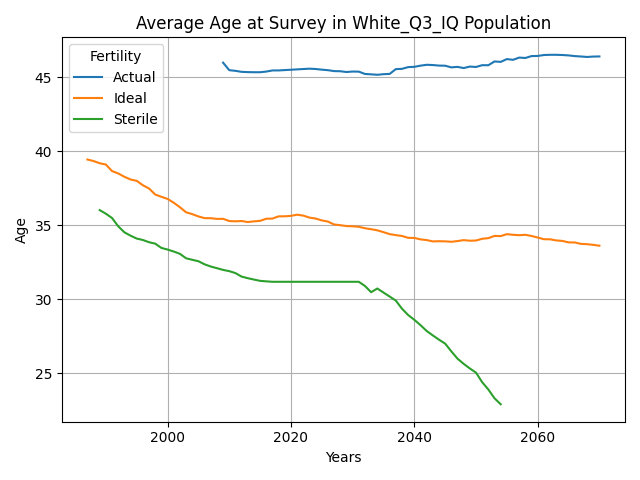 Average Age at Survey in White_Q3_IQ Population
Fertility
Actual
Ideal
Sterile
Age
45
40
35
30
25
2000
2020
2040
2060
Years